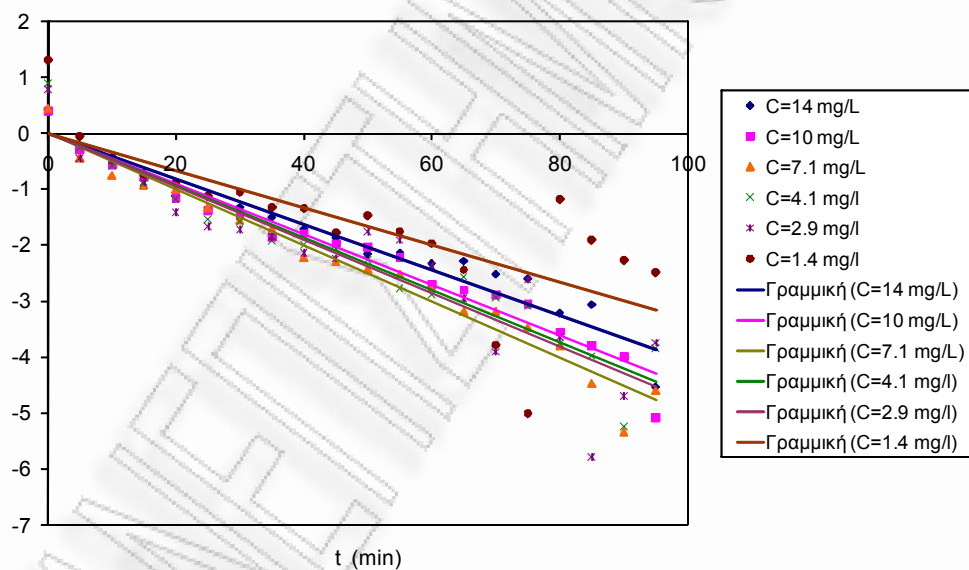 2
1
0
-1
-2
-3
-4
-5
-6
-7
0 20 40 60 80 100
t (min)
C=14 mg/L
C=10 mg/L
C=7.1 mg/L
C=4.1 mg/l
C=2.9 mg/l
C=1.4 mg/l
Γραμμική (C=14 mg/L)
Γραμμική (C=10 mg/L)
Γραμμική (C=7.1 mg/L)
Γραμμική (C=4.1 mg/l)
Γραμμική (C=2.9 mg/l)
Γραμμική (C=1.4 mg/l)